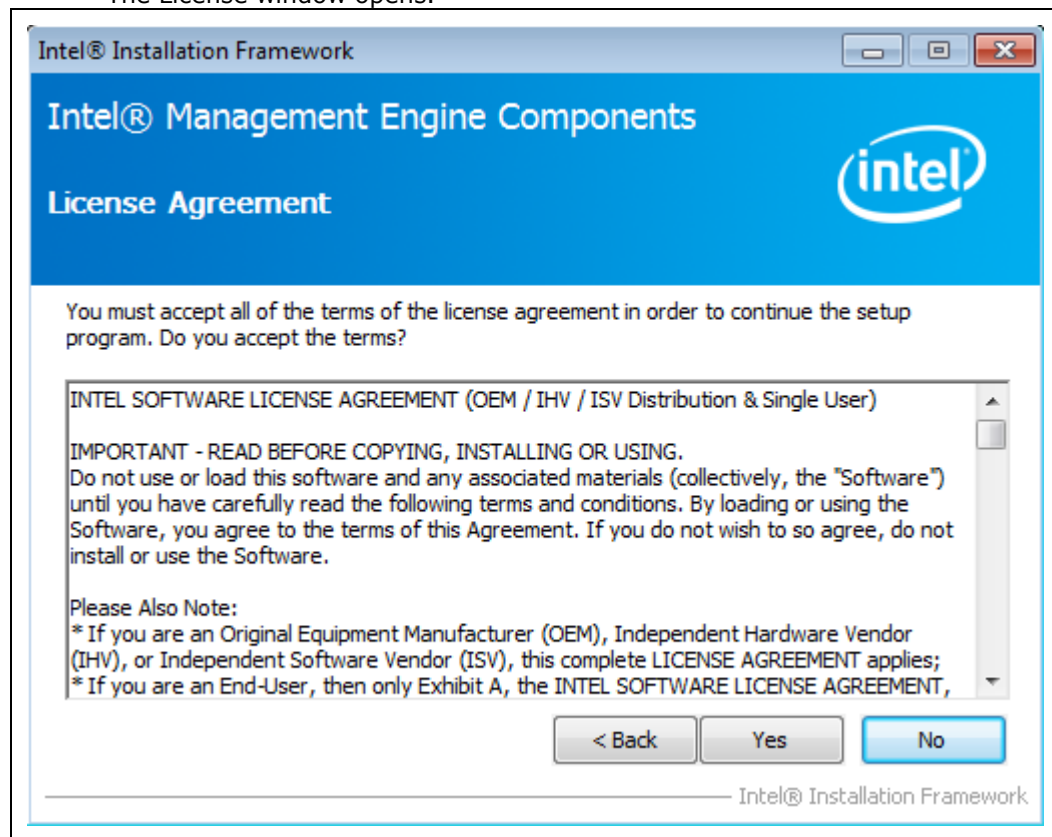 The License window opens.
Intel® Installation Framework
Intel® Management Engine Components
License Agreement
intel
You must accept all of the terms of the license agreement in order to continue the setup
program. Do you accept the terms?
INTEL SOFTWARE LICENSE AGREEMENT (OEM / IHV / ISV Distribution & Single User)
IMPORTANT - READ BEFORE COPYING, INSTALLING OR USING.
Do not use or load this software and any associated materials (collectively, the "Software")
until you have carefully read the following terms and conditions. By loading or using the
Software, you agree to the terms of this Agreement. If you do not wish to so agree, do not
install or use the Software.
Please Also Note:
* If you are an Original Equipment Manufacturer (OEM), Independent Hardware Vendor
(IHV), or Independent Software Vendor (ISV), this complete LICENSE AGREEMENT applies;
* If you are an End-User, then only Exhibit A, the INTEL SOFTWARE LICENSE AGREEMENT,
< Back Yes No
Intel® Installation Framework